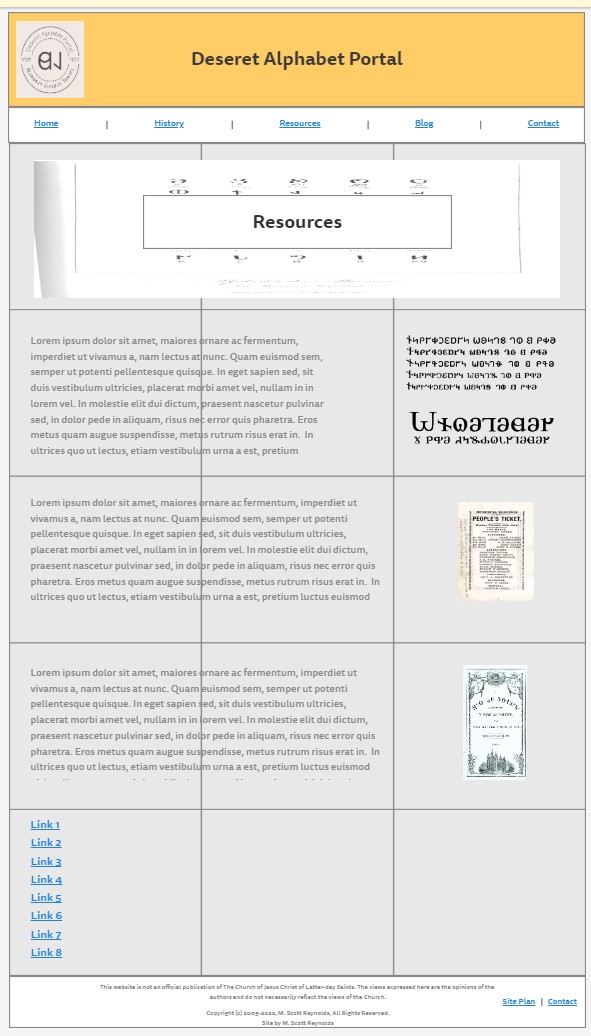 Deseret Alphabet Portal
Deseret Alphabet Portal
Home | History | Resources | Blog | Contact
Resources
Lorem ipsum dolor sit amet, maiores ornare ac fermentum,
imperdiet ut vivamus a, nam lectus at nunc. Quam euismod sem,
semper ut potenti pellentesque quisque. In eget sapien sed, sit
duis vestibulum ultricies, placerat morbi amet vel, nullam in in
lorem vel. In molestie elit dui dictum, praesent nascetur pulvinar
sed, in dolor pede in aliquam, risus nec error quis pharetra. Eros
metus quam augue suspendisse, metus rutrum risus erat in. In
ultrices quo ut lectus, etiam vestibulum urna a est, pretium
Lorem ipsum dolor sit amet, maiores ornare ac fermentum, imperdiet ut
vivamus a, nam lectus at nunc. Quam euismod sem, semper ut potenti
pellentesque quisque. In eget sapien sed, sit duis vestibulum ultricies,
placerat morbi amet vel, nullam in in lorem vel. In molestie elit dui dictum,
praesent nascetur pulvinar sed, in dolor pede in aliquam, risus nec error quis
pharetra. Eros metus quam augue suspendisse, metus rutrum risus erat in. In
ultrices quo ut lectus, etiam vestibulum urna a est, pretium luctus euismod
PEOPLE'S TICKET.
Lorem ipsum dolor sit amet, maiores ornare ac fermentum, imperdiet ut
vivamus a, nam lectus at nunc. Quam euismod sem, semper ut potenti
pellentesque quisque. In eget sapien sed, sit duis vestibulum ultricies,
placerat morbi amet vel, nullam in in lorem vel. In molestie elit dui dictum,
praesent nascetur pulvinar sed, in dolor pede in aliquam, risus nec error quis
pharetra. Eros metus quam augue suspendisse, metus rutrum risus erat in. In
ultrices quo ut lectus, etiam vestibulum urna a est, pretium luctus euismod
Link 1
Link 2
Link 3
Link 4
Link 5
Link 6
Link 7
Link 8
This website is not an official publication of The Church of Jesus Christ of Latter-day Saints. The views expressed here are the opinions of the
authors and do not necessarily reflect the views of the Church.
Copyright (c) 2005-2022, M. Scott Reynolds, All Rights Reserved.
Site by M. Scott Reynolds
Site Plan | Contact